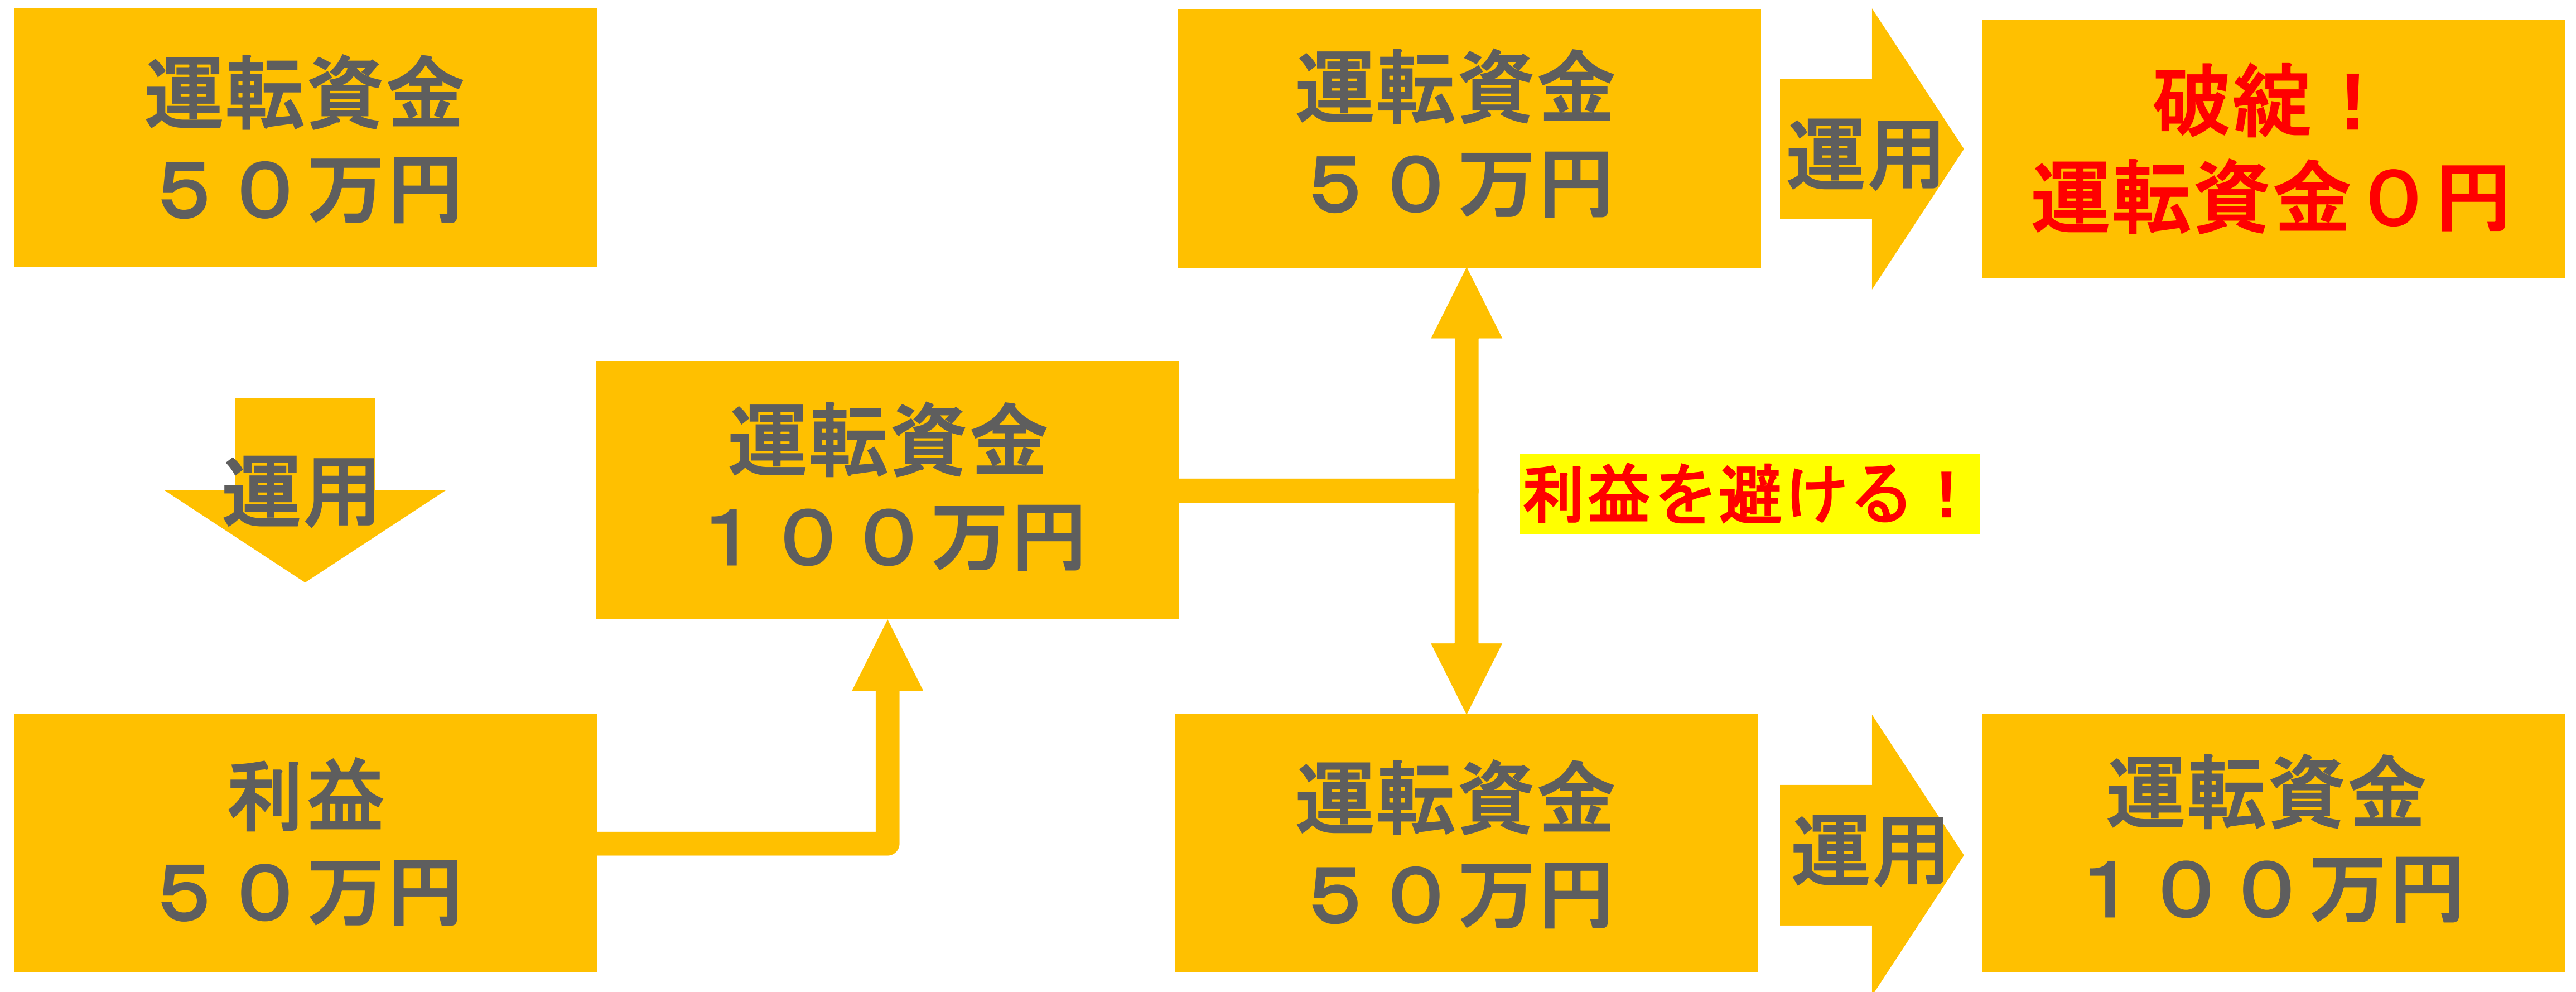 運転資金
５０万円
運用
利益
５０万円
運転資金
１００万円
運転資金
５０万円
運用
破綻！
運転資金０円
利益を避ける！
運転資金
５０万円
運用
運転資金
１００万円